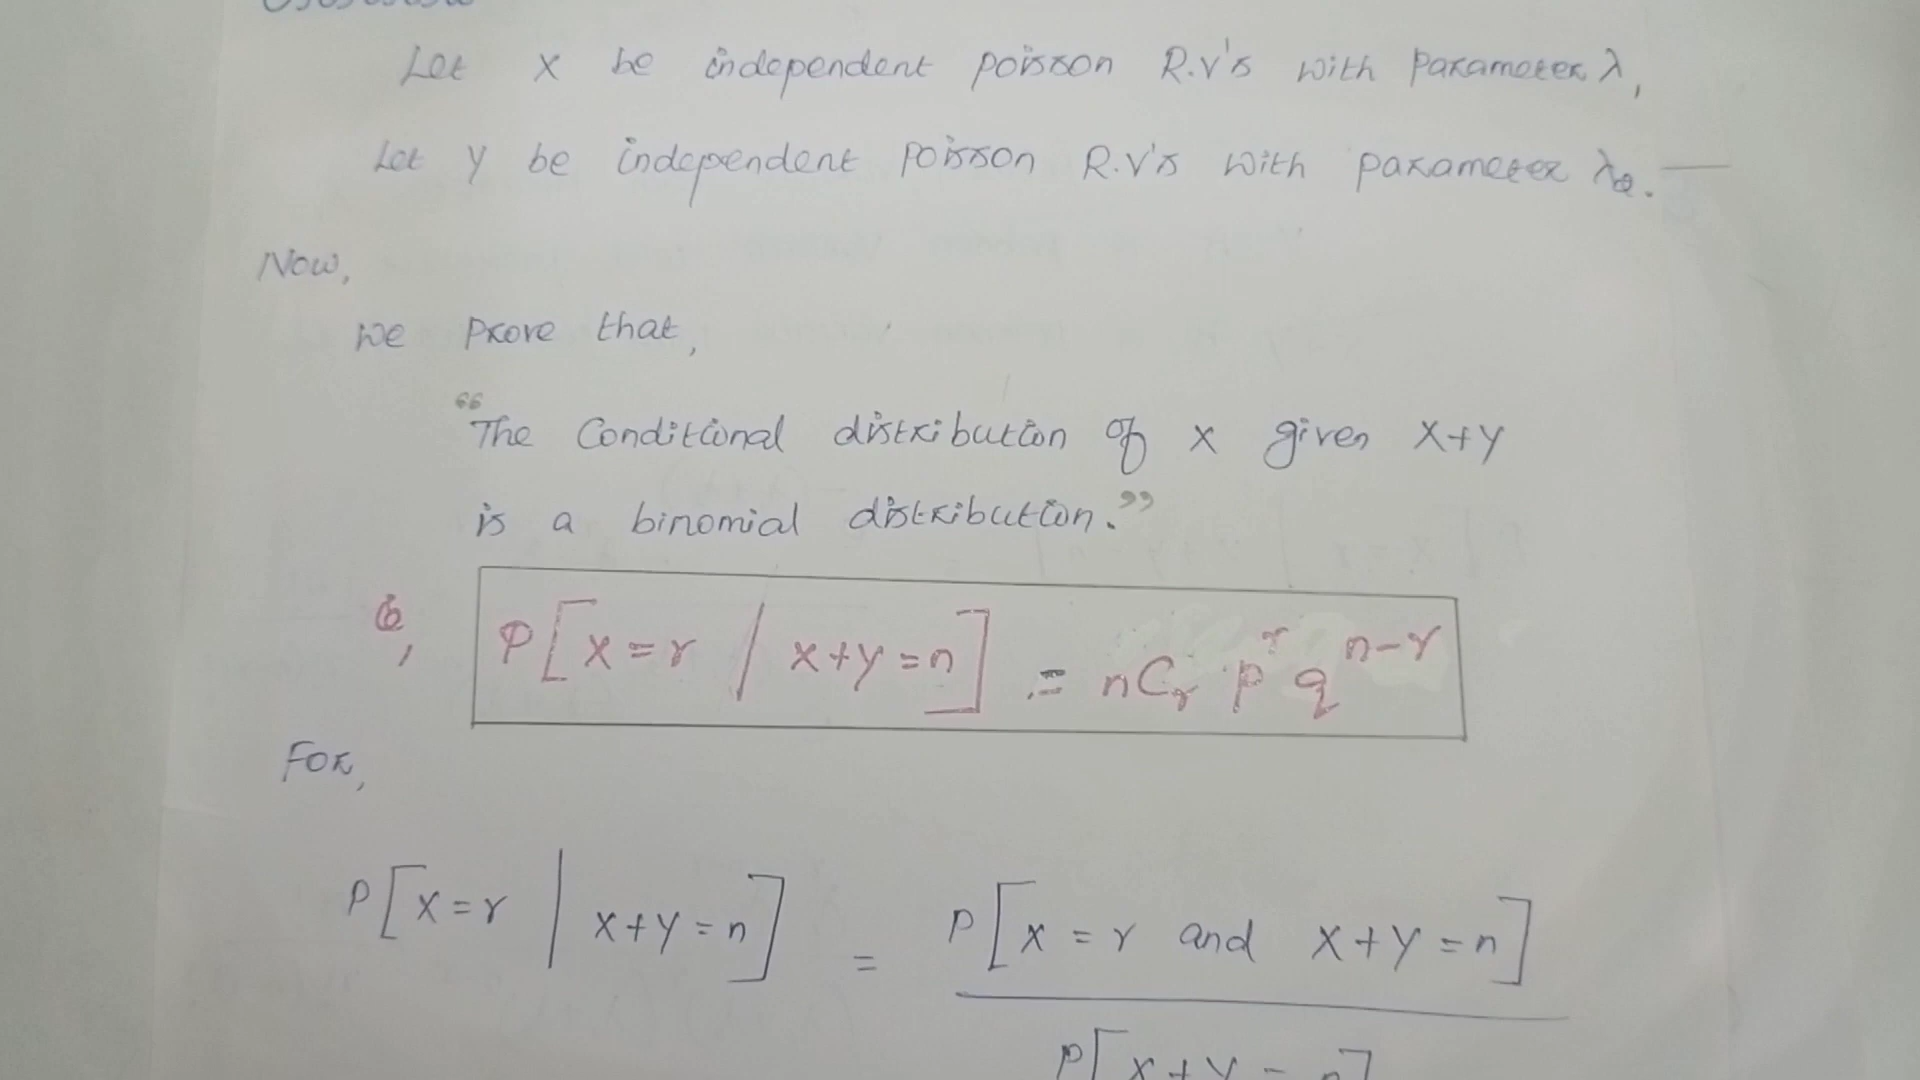 Let X be independent poisson R.V's with parameter λ,
Let Y be independent poisson R.V's with parameter λ₂.
Now,
we prove that,
"The Conditional distribution of X given X+Y
is a binomial distribution."
P[X=r / X+Y=n] = nCr p^r q^n-r
For,
P[X=r | X+Y=n] = P[X=r and X+Y=n]
P[X+Y=n]